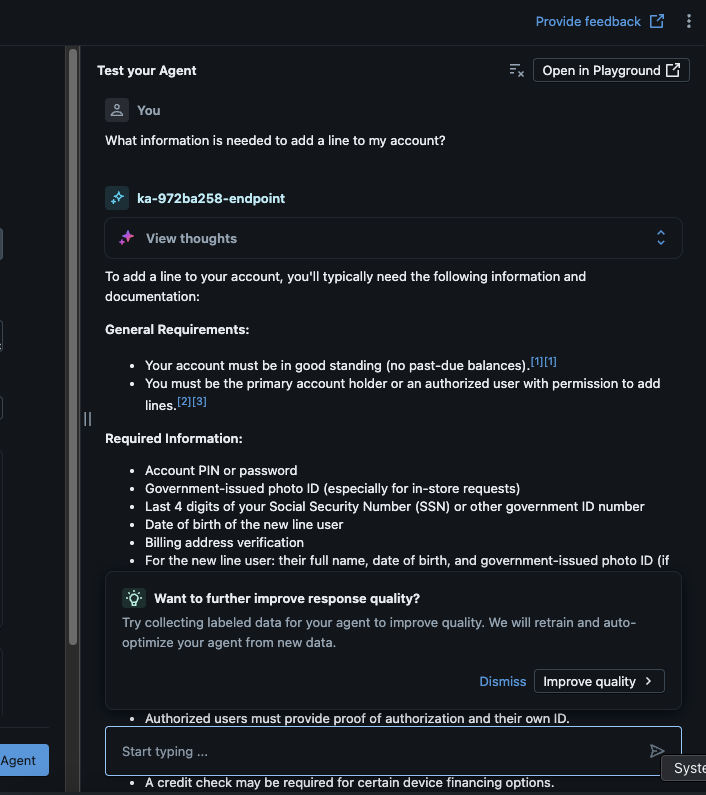 Provide feedback
Test your Agent
Open in Playground
You
What information is needed to add a line to my account?
ka-972ba258-endpoint
View thoughts
To add a line to your account, you'll typically need the following information and
documentation:
General Requirements:
• Your account must be in good standing (no past-due balances).[1][1]
• You must be the primary account holder or an authorized user with permission to add
lines.[2][3]
Required Information:
• Account PIN or password
• Government-issued photo ID (especially for in-store requests)
• Last 4 digits of your Social Security Number (SSN) or other government ID number
• Date of birth of the new line user
• Billing address verification
• For the new line user: their full name, date of birth, and government-issued photo ID (if
Want to further improve response quality?
Try collecting labeled data for your agent to improve quality. We will retrain and auto-
optimize your agent from new data.
Dismiss
Improve quality
• Authorized users must provide proof of authorization and their own ID.
Start typing ...
Agent
Syste
• A credit check may be required for certain device financing options.